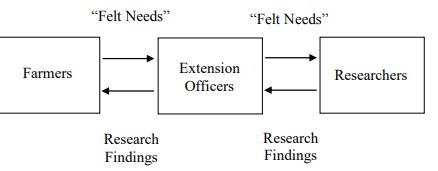 “Felt Needs”
“Felt Needs”
Farmers
Extension
Officers
Researchers
Research
Findings
Research
Findings